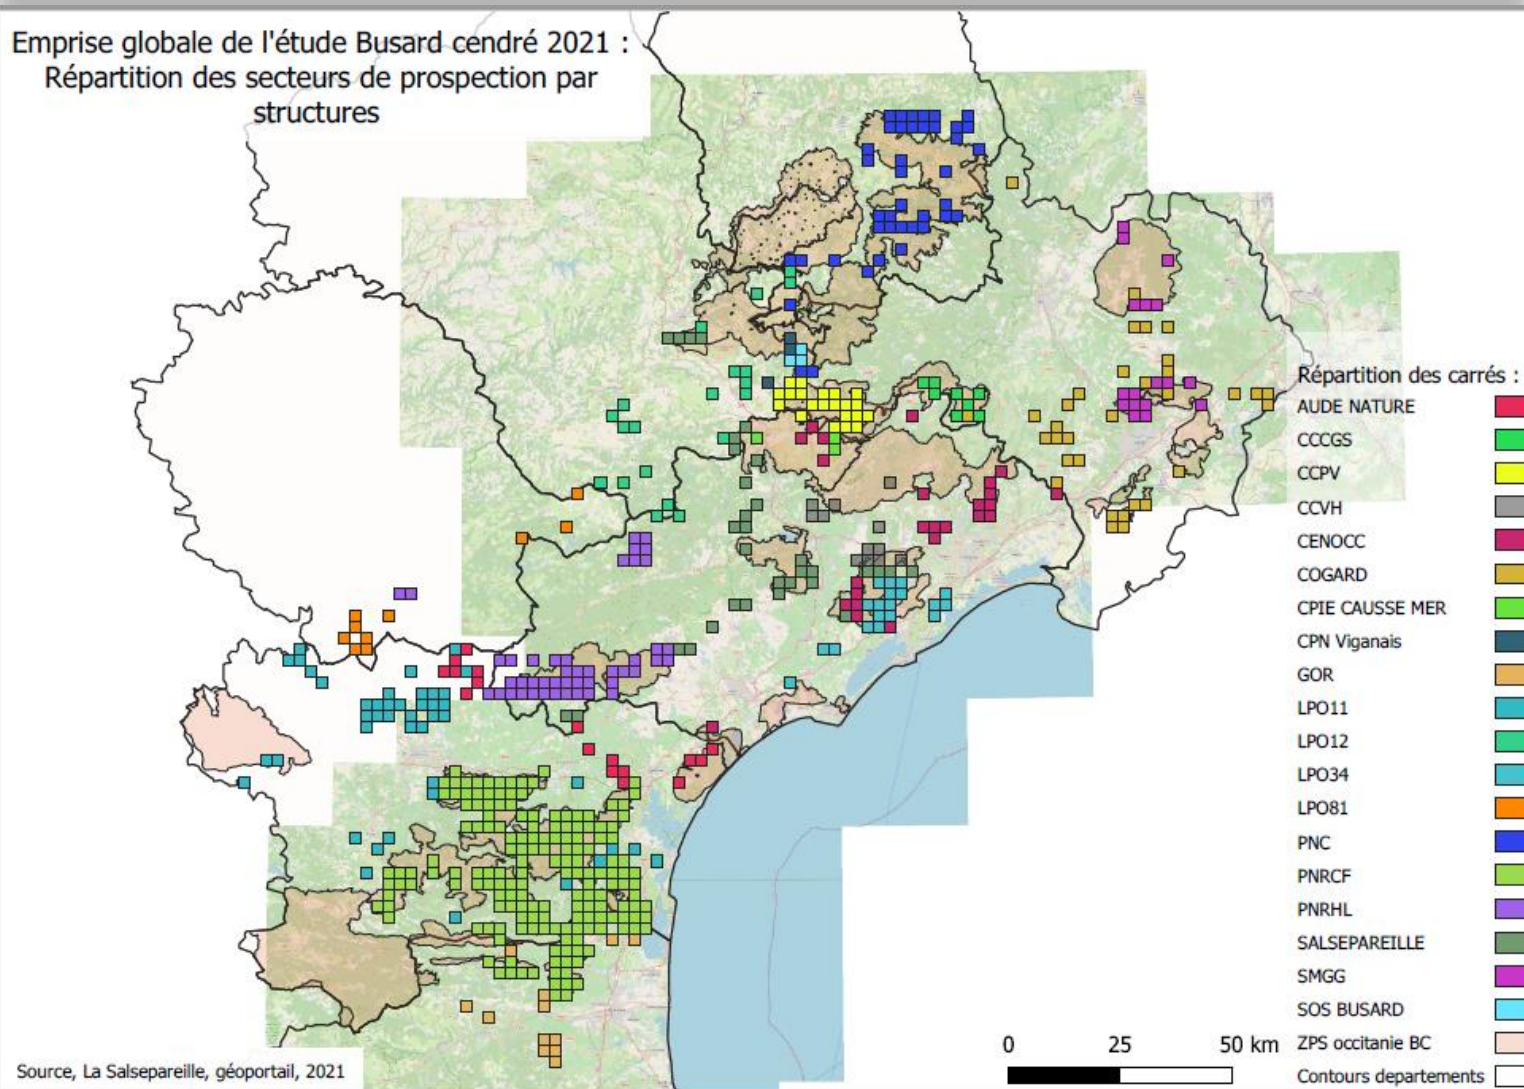 Emprise globale de l'étude Busard cendré 2021 :
Répartition des secteurs de prospection par
structures
Répartition des carrés :
AUDE NATURE
CCCGS
CCPV
CCVH
CENOCC
COGARD
CPIE CAUSSE MER
CPN Viganais
GOR
LPO11
LPO12
LPO34
LPO81
PNC
PNRCF
PNRHL
SALSEPAREILLE
SMGG
SOS BUSARD
ZPS occitanie BC
Contours departements
0 25 50 km
Source, La Salsepareille, géoportail, 2021